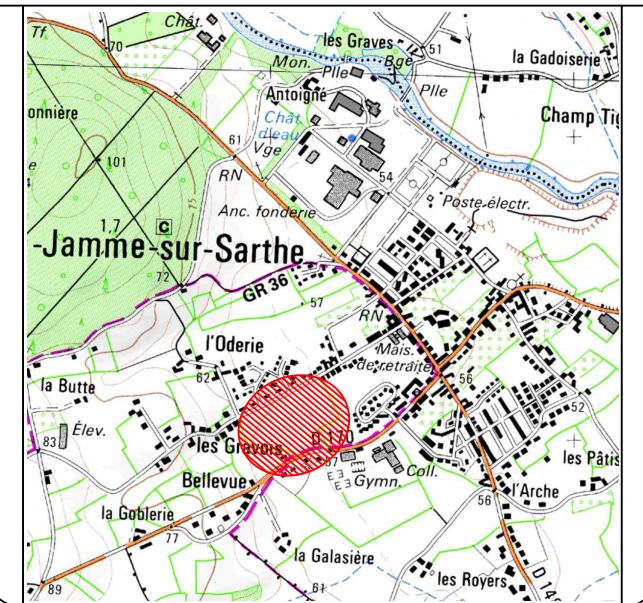 Tf
Chât.
les Graves
51
70
Mon.
Bge
la Gadoiserie
Plle
Plle
onnière
Antoigné
Chât
d'eau
Champ Tig
61
Vge
e
101
RN
54
Poste électr.
1,7
C
Anc. fonderie
-Jamme-sur-Sarthe
72
GR 36
57
RN
l'Oderie
Mais.
de retraite
62
56
la Butte
52
Élev.
83
les Gravois
D 170
les Pâtis
57
Coll.
Gymn.
Bellevue
56
l'Arche
la Goblerie
77
la Galasière
89
61
les Royers
D 14